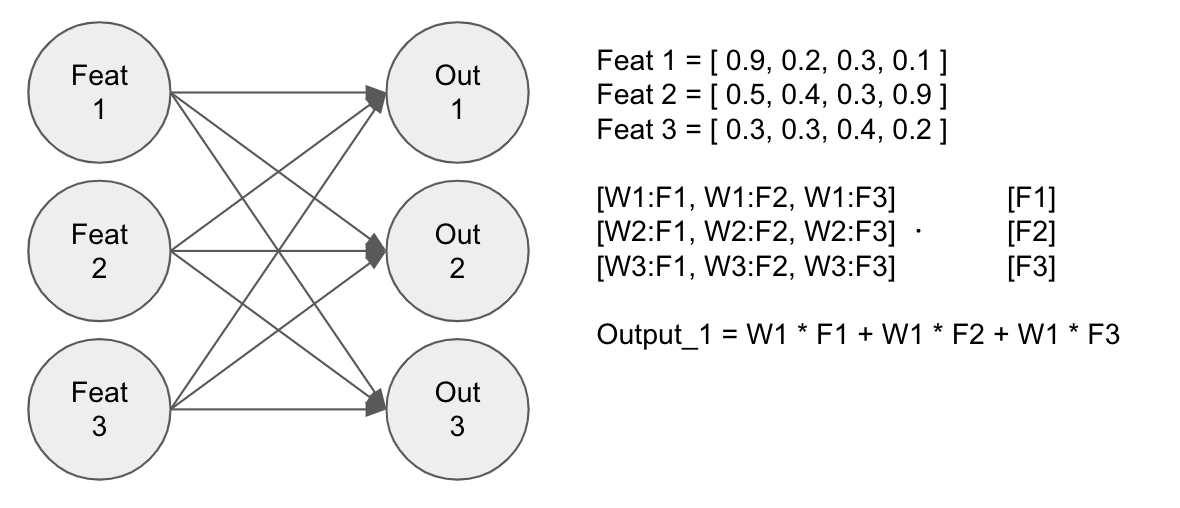 Feat
1
Out
1
Feat
2
Out
2
Feat
3
Out
3
Feat 1 = [ 0.9, 0.2, 0.3, 0.1 ]
Feat 2 = [ 0.5, 0.4, 0.3, 0.9 ]
Feat 3 = [ 0.3, 0.3, 0.4, 0.2 ]
[W1:F1, W1:F2, W1:F3] [F1]
[W2:F1, W2:F2, W2:F3] · [F2]
[W3:F1, W3:F2, W3:F3] [F3]
Output_1 = W1 * F1 + W1 * F2 + W1 * F3